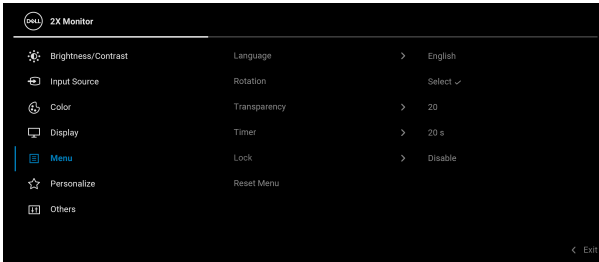 DELL 2X Monitor
Brightness/Contrast Language English
Input Source Rotation Select
Color Transparency 20
Display Timer 20 s
Menu Lock Disable
Personalize Reset Menu
Others
Exit